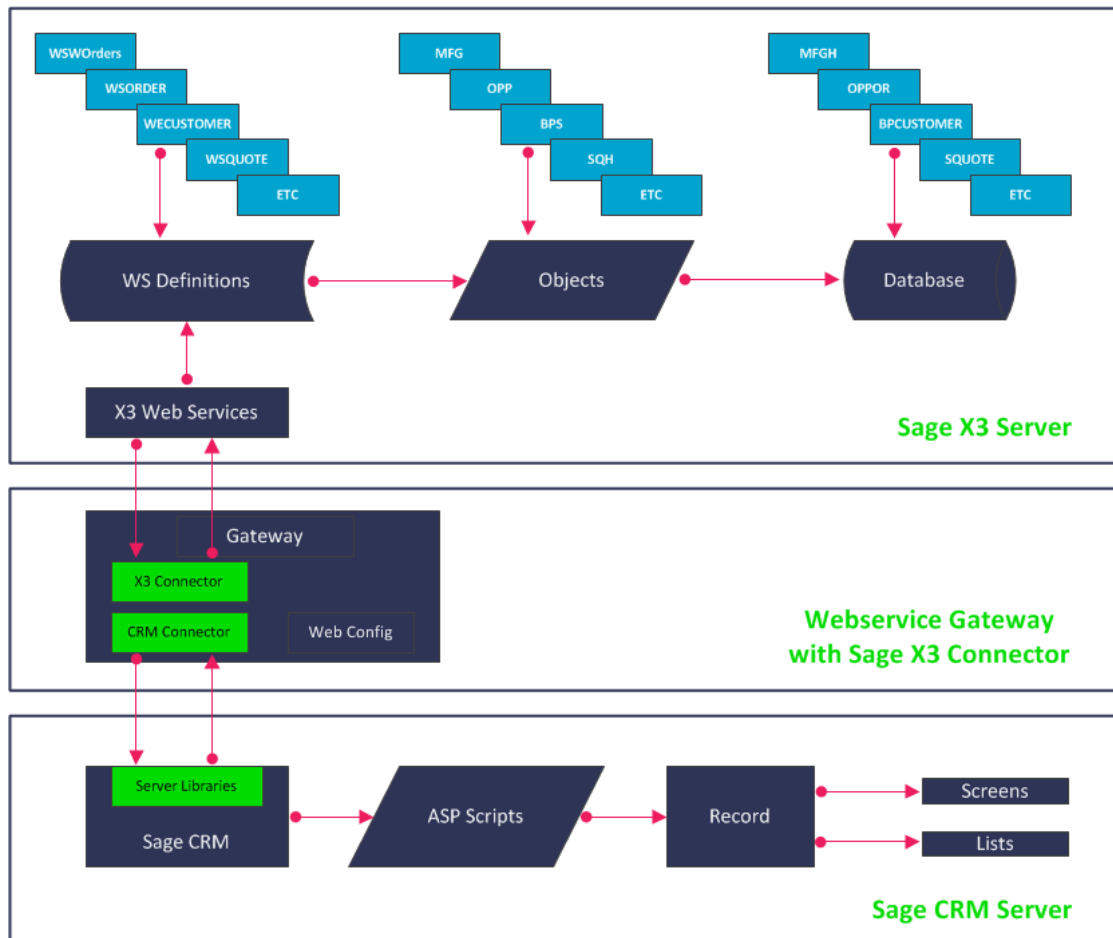 WSWOrders
WSORDER
WECUSTOMER
WSQUOTE
ETC
MFG
OPP
BPS
SQH
ETC
MFGH
OPPOR
BPCUSTOMER
SQUOTE
ETC
WS Definitions
Objects
Database
X3 Web Services
Sage X3 Server
Gateway
X3 Connector
CRM Connector
Web Config
Webservice Gateway
with Sage X3 Connector
Server Libraries
Sage CRM
ASP Scripts
Record
Screens
Lists
Sage CRM Server